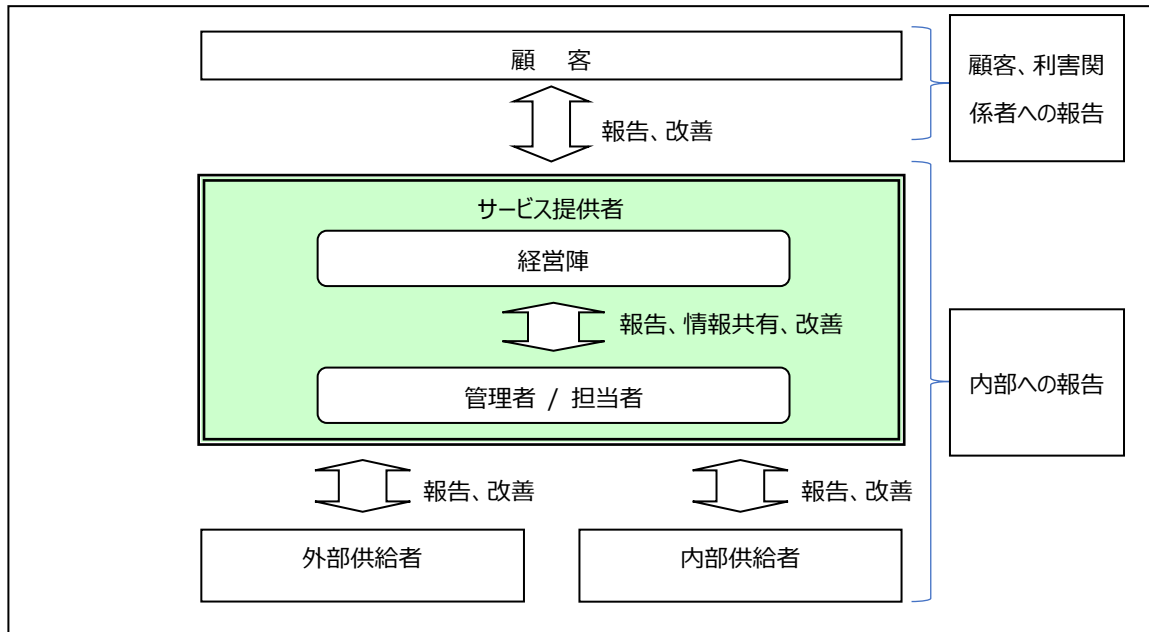 顧　客
顧客、利害関
係者への報告
報告、改善
サービス提供者
経営陣
報告、情報共有、改善
管理者 / 担当者
内部への報告
報告、改善
報告、改善
外部供給者
内部供給者